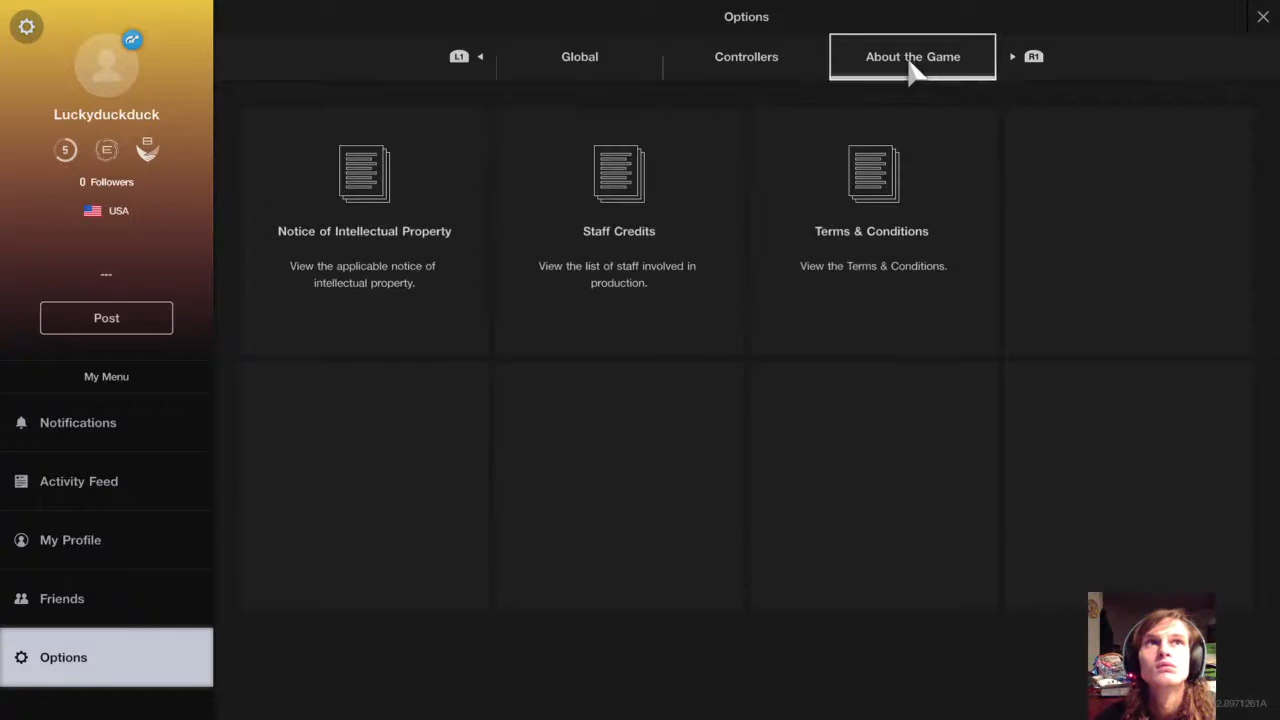 Options
L1
Global
Controllers
About the Game
R1
Luckyduckduck
5 E B
0 Followers
USA
---
Post
My Menu
Notifications
Activity Feed
My Profile
Friends
Options
Notice of Intellectual Property
View the applicable notice of
intellectual property.
Staff Credits
View the list of staff involved in
production.
Terms & Conditions
View the Terms & Conditions.
2.8971261A